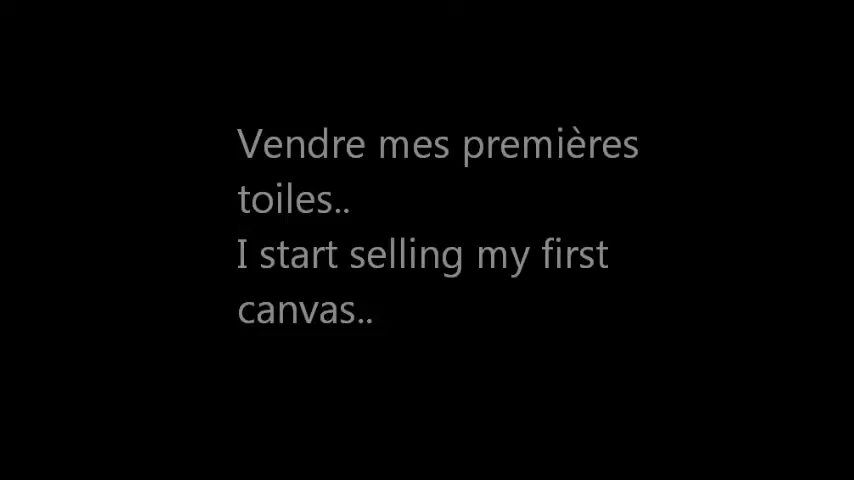 Vendre mes premières
toiles..
I start selling my first
canvas..